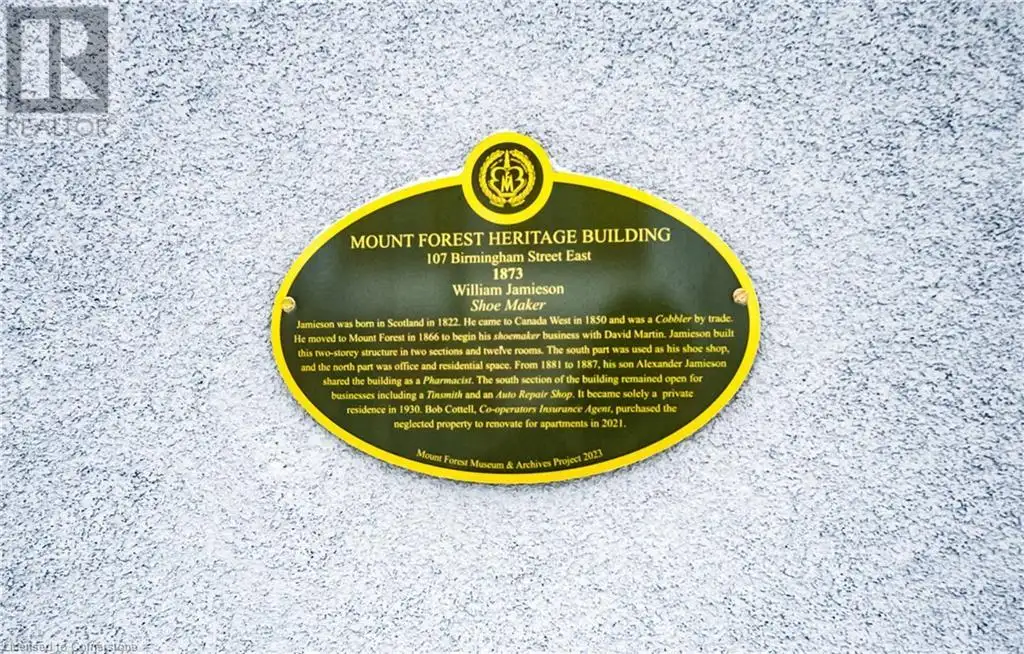 R
REALTOR®
M
MOUNT FOREST HERITAGE BUILDING
107 Birmingham Street East
1873
William Jamieson
Shoe Maker
Jamieson was born in Scotland in 1822. He came to Canada West in 1850 and was a Cobbler by trade.
He moved to Mount Forest in 1866 to begin his shoemaker business with David Martin. Jamieson built
this two-storey structure in two sections and twelve rooms. The south part was used as his shoe shop,
and the north part was office and residential space. From 1881 to 1887, his son Alexander Jamieson
shared the building as a Pharmacist. The south section of the building remained open for
businesses including a Tinsmith and an Auto Repair Shop. It became solely a private
residence in 1930. Bob Cottell, Co-operators Insurance Agent, purchased the
neglected property to renovate for apartments in 2021.
Mount Forest Museum & Archives Project 2023
Licensed to Cornerstone